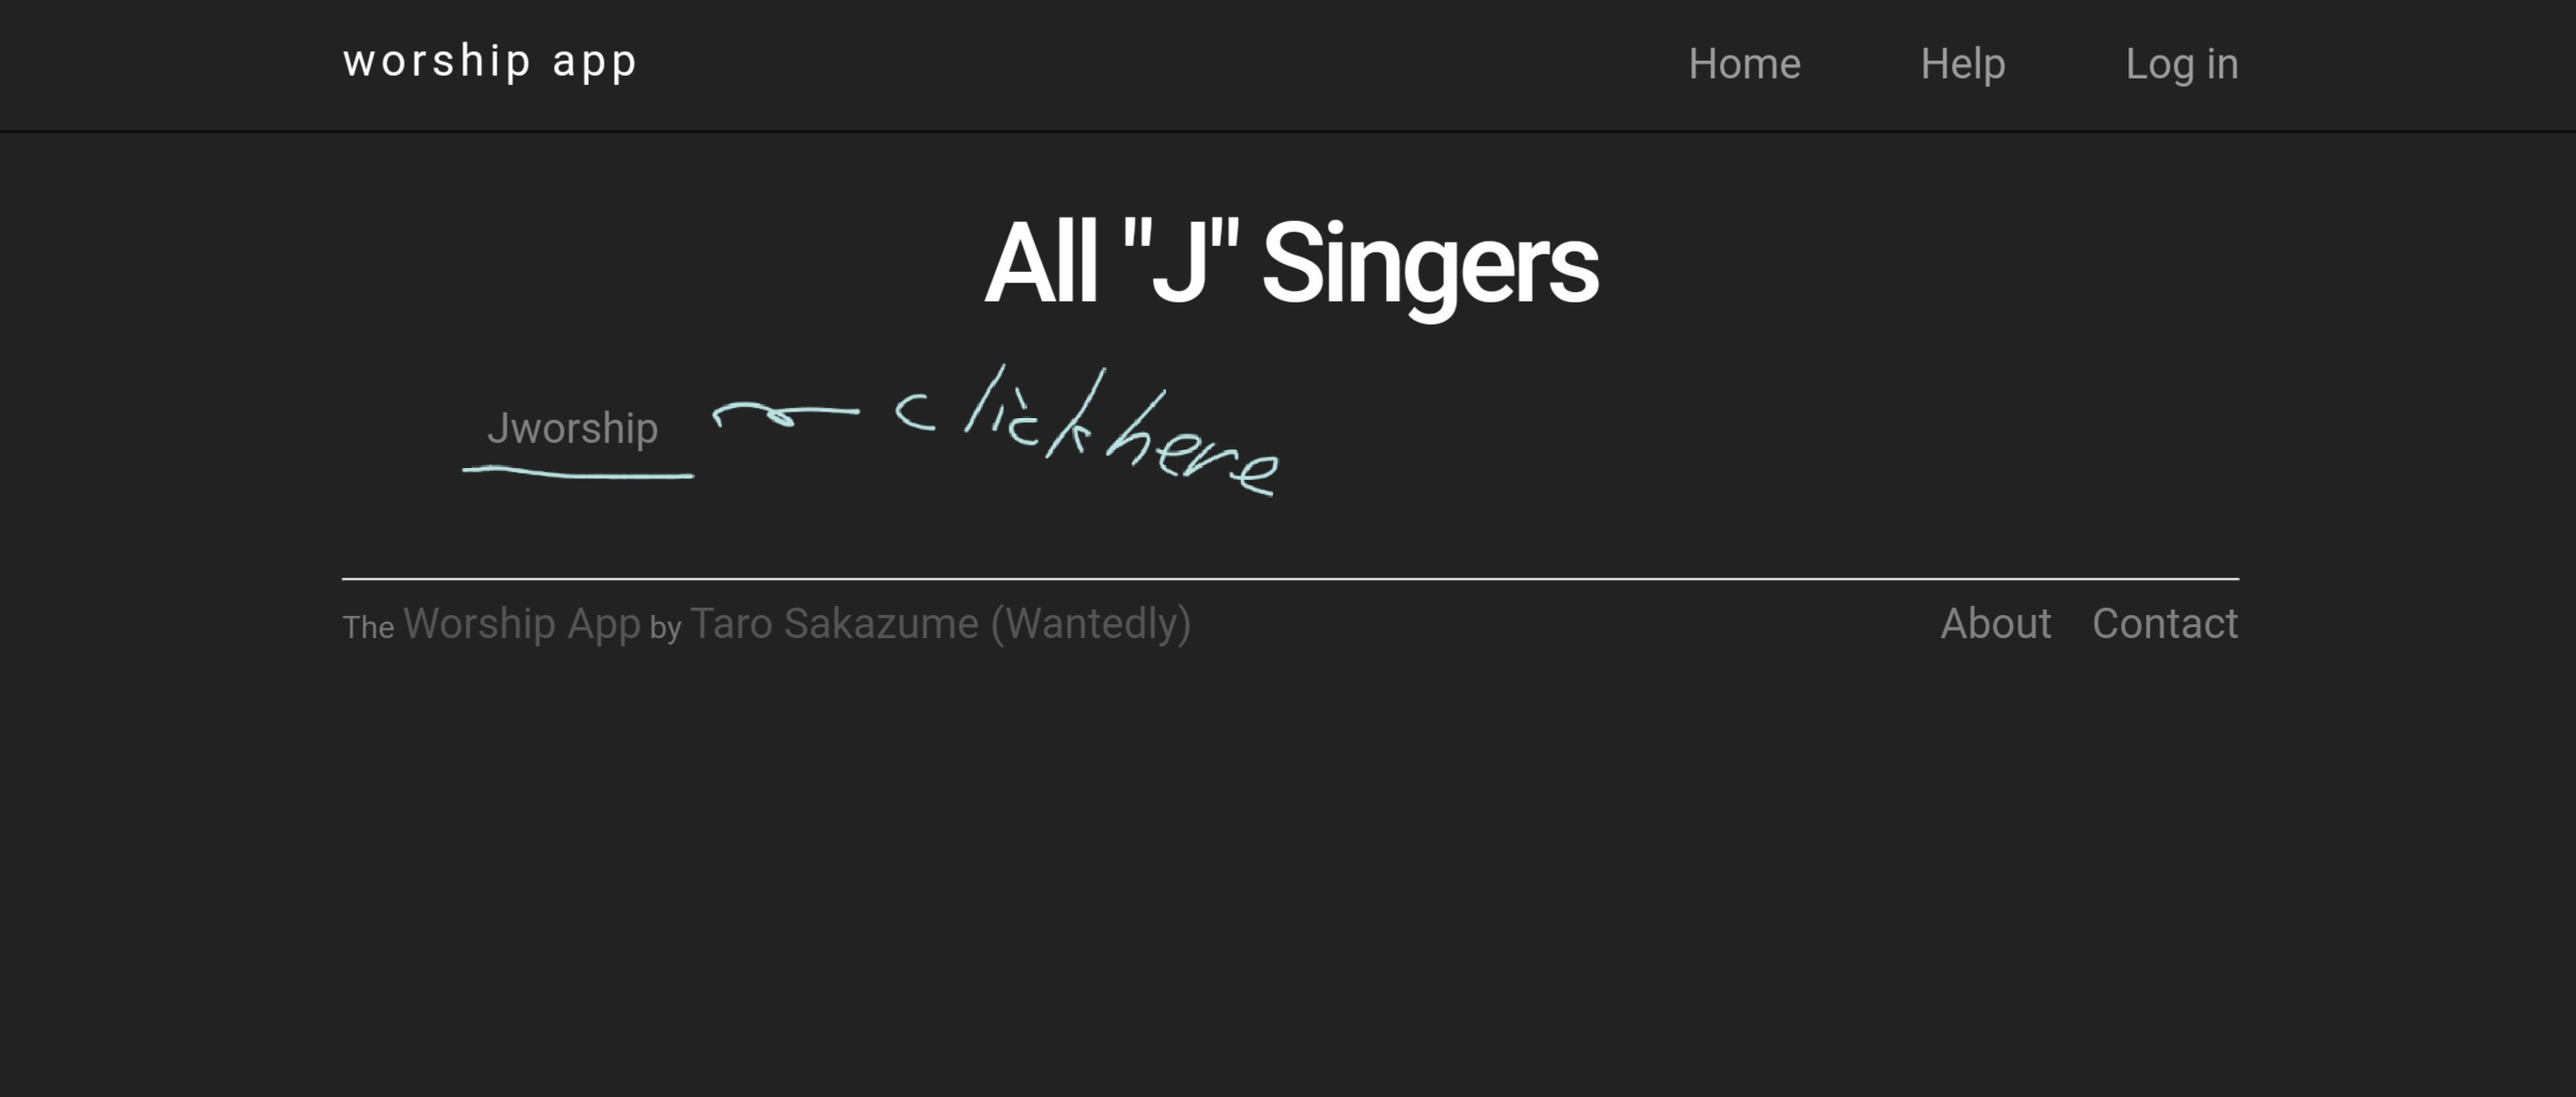 worship app Home Help Log in
All "J" Singers
Jworship click here
The Worship App by Taro Sakazume (Wantedly) About Contact